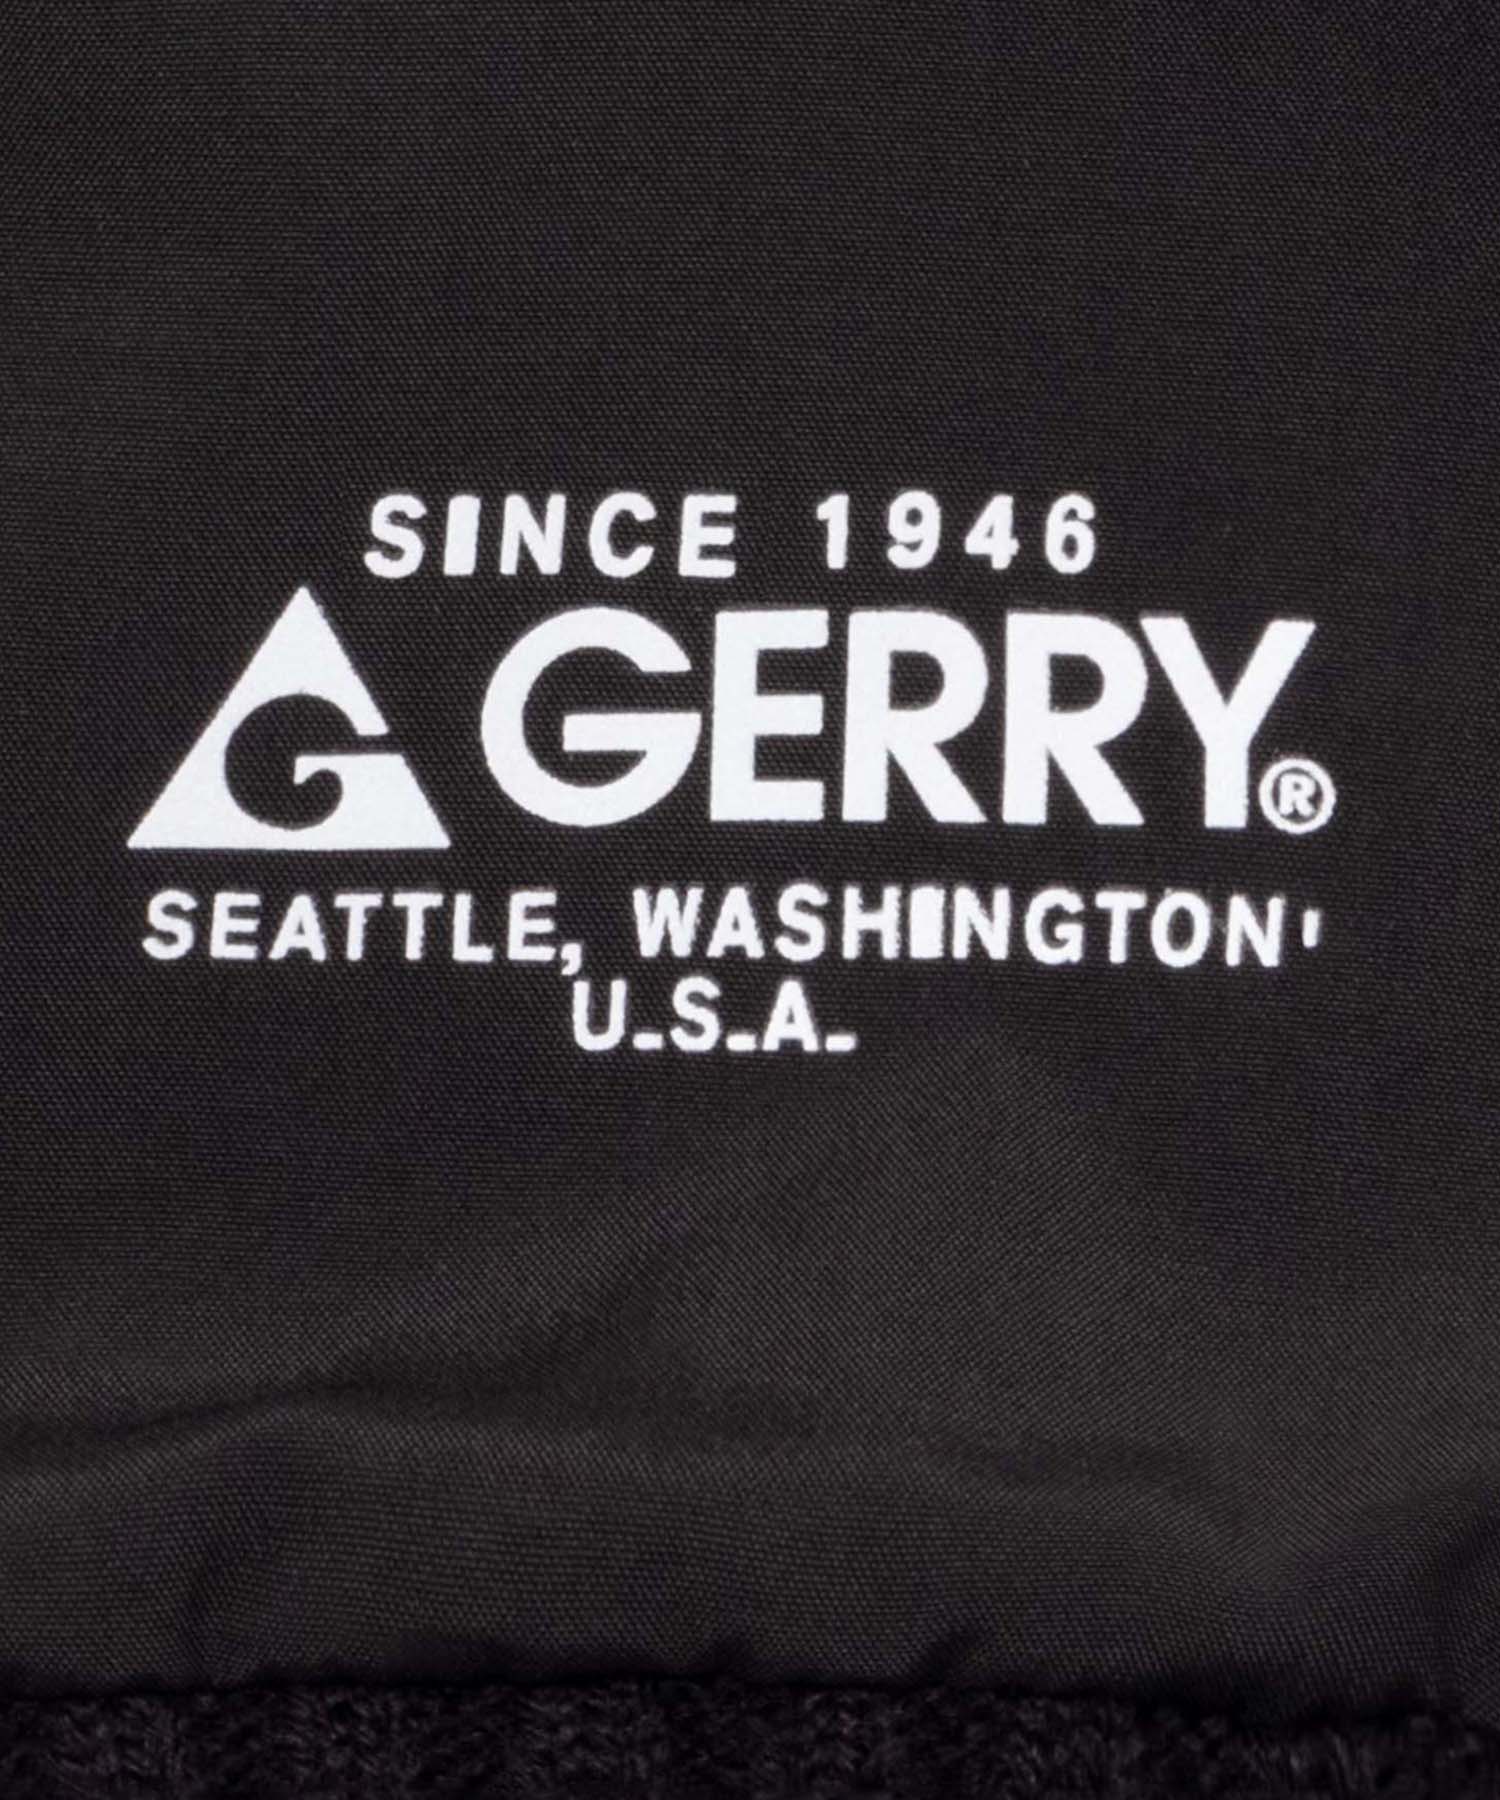 SINCE 1946
G GERRY®
SEATTLE, WASHINGTON'
U.S.A.